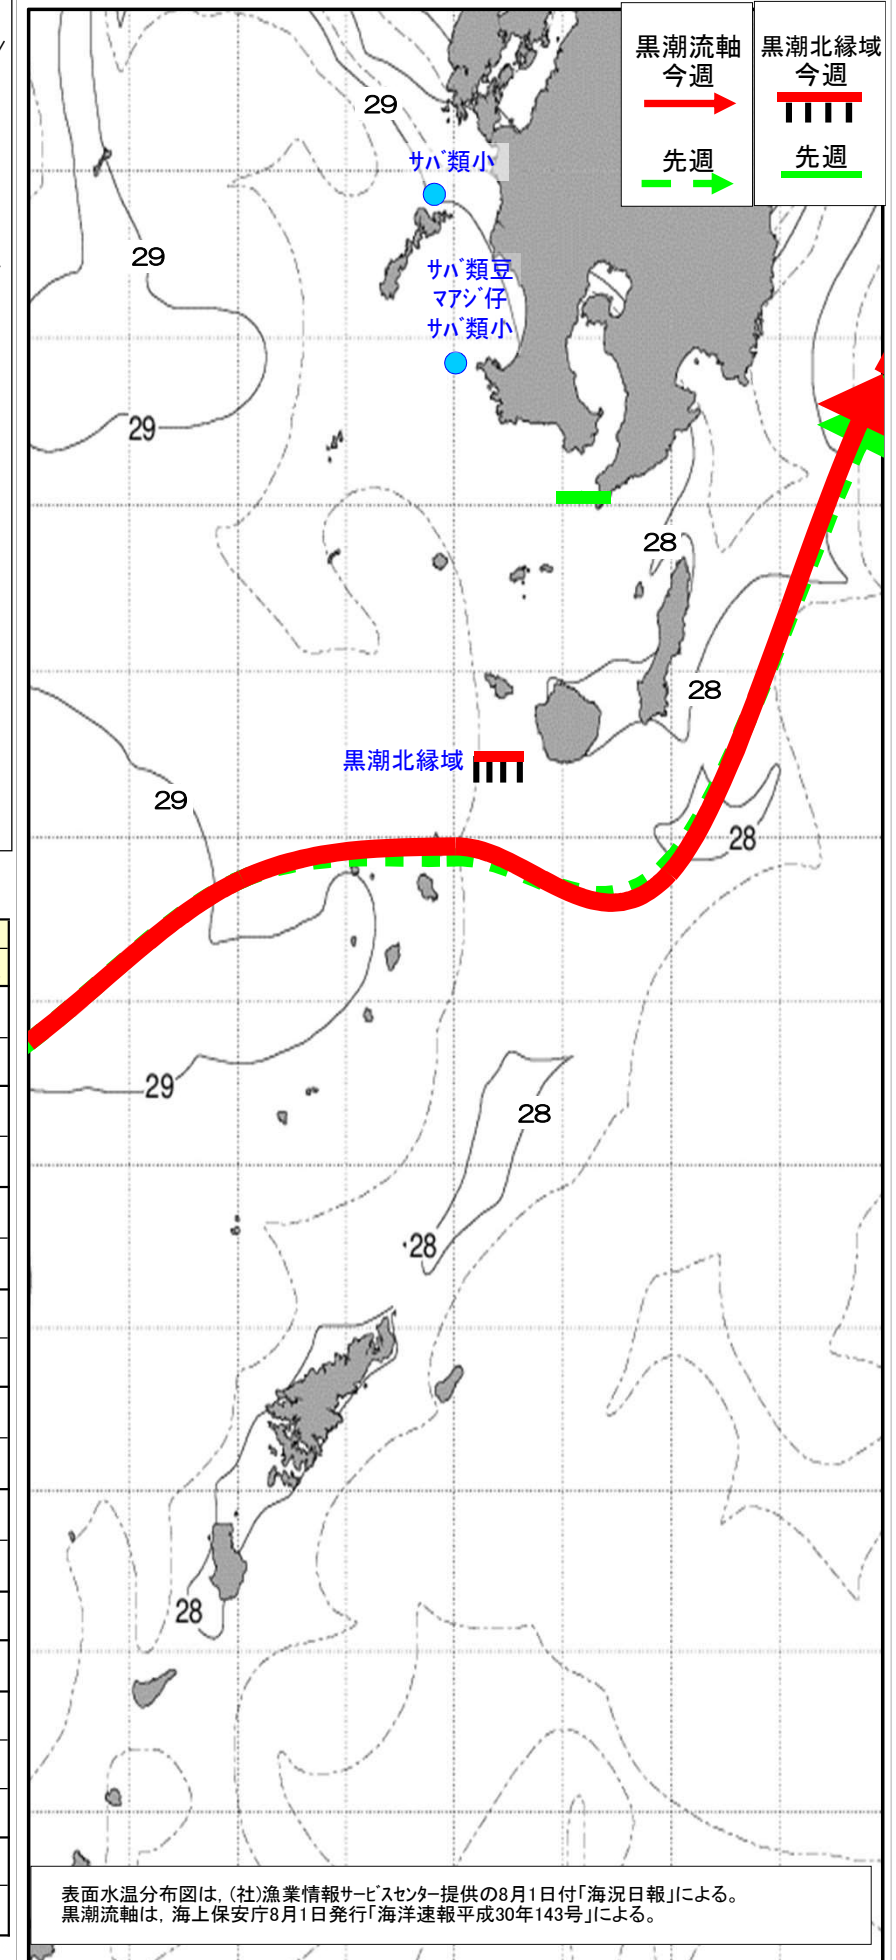 黒潮流軸
今週
先週
黒潮北縁域
今週
先週
29
サバ類小
29
サバ類豆
マアジ仔
サバ類小
29
28
28
黒潮北縁域
29
28
29
28
28
28
表面水温分布図は，(社)漁業情報サービスセンター提供の8月1日付「海況日報」による。
黒潮流軸は，海上保安庁8月1日発行「海洋速報平成30年143号」による。